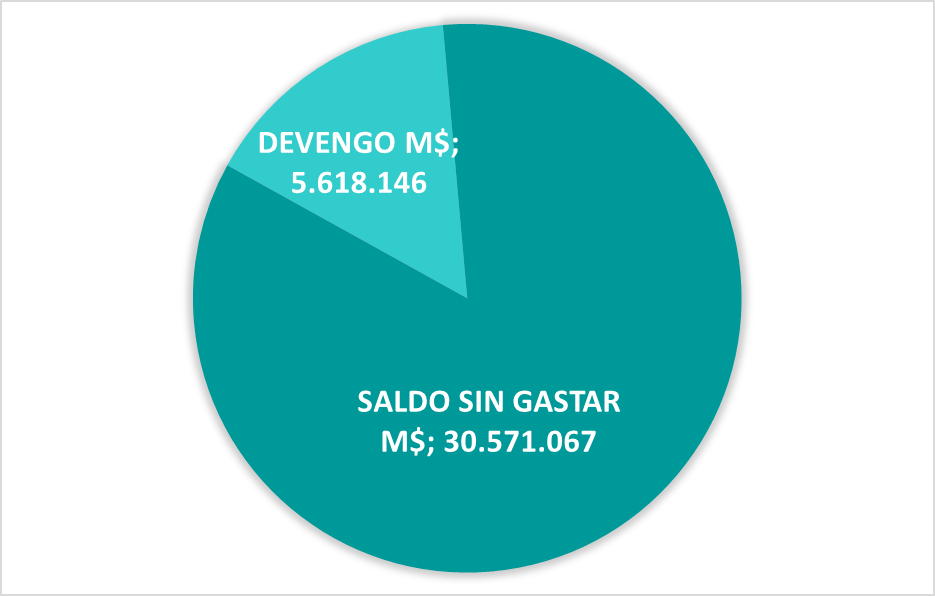 DEVENGO M$;
5.618.146
SALDO SIN GASTAR
M$; 30.571.067